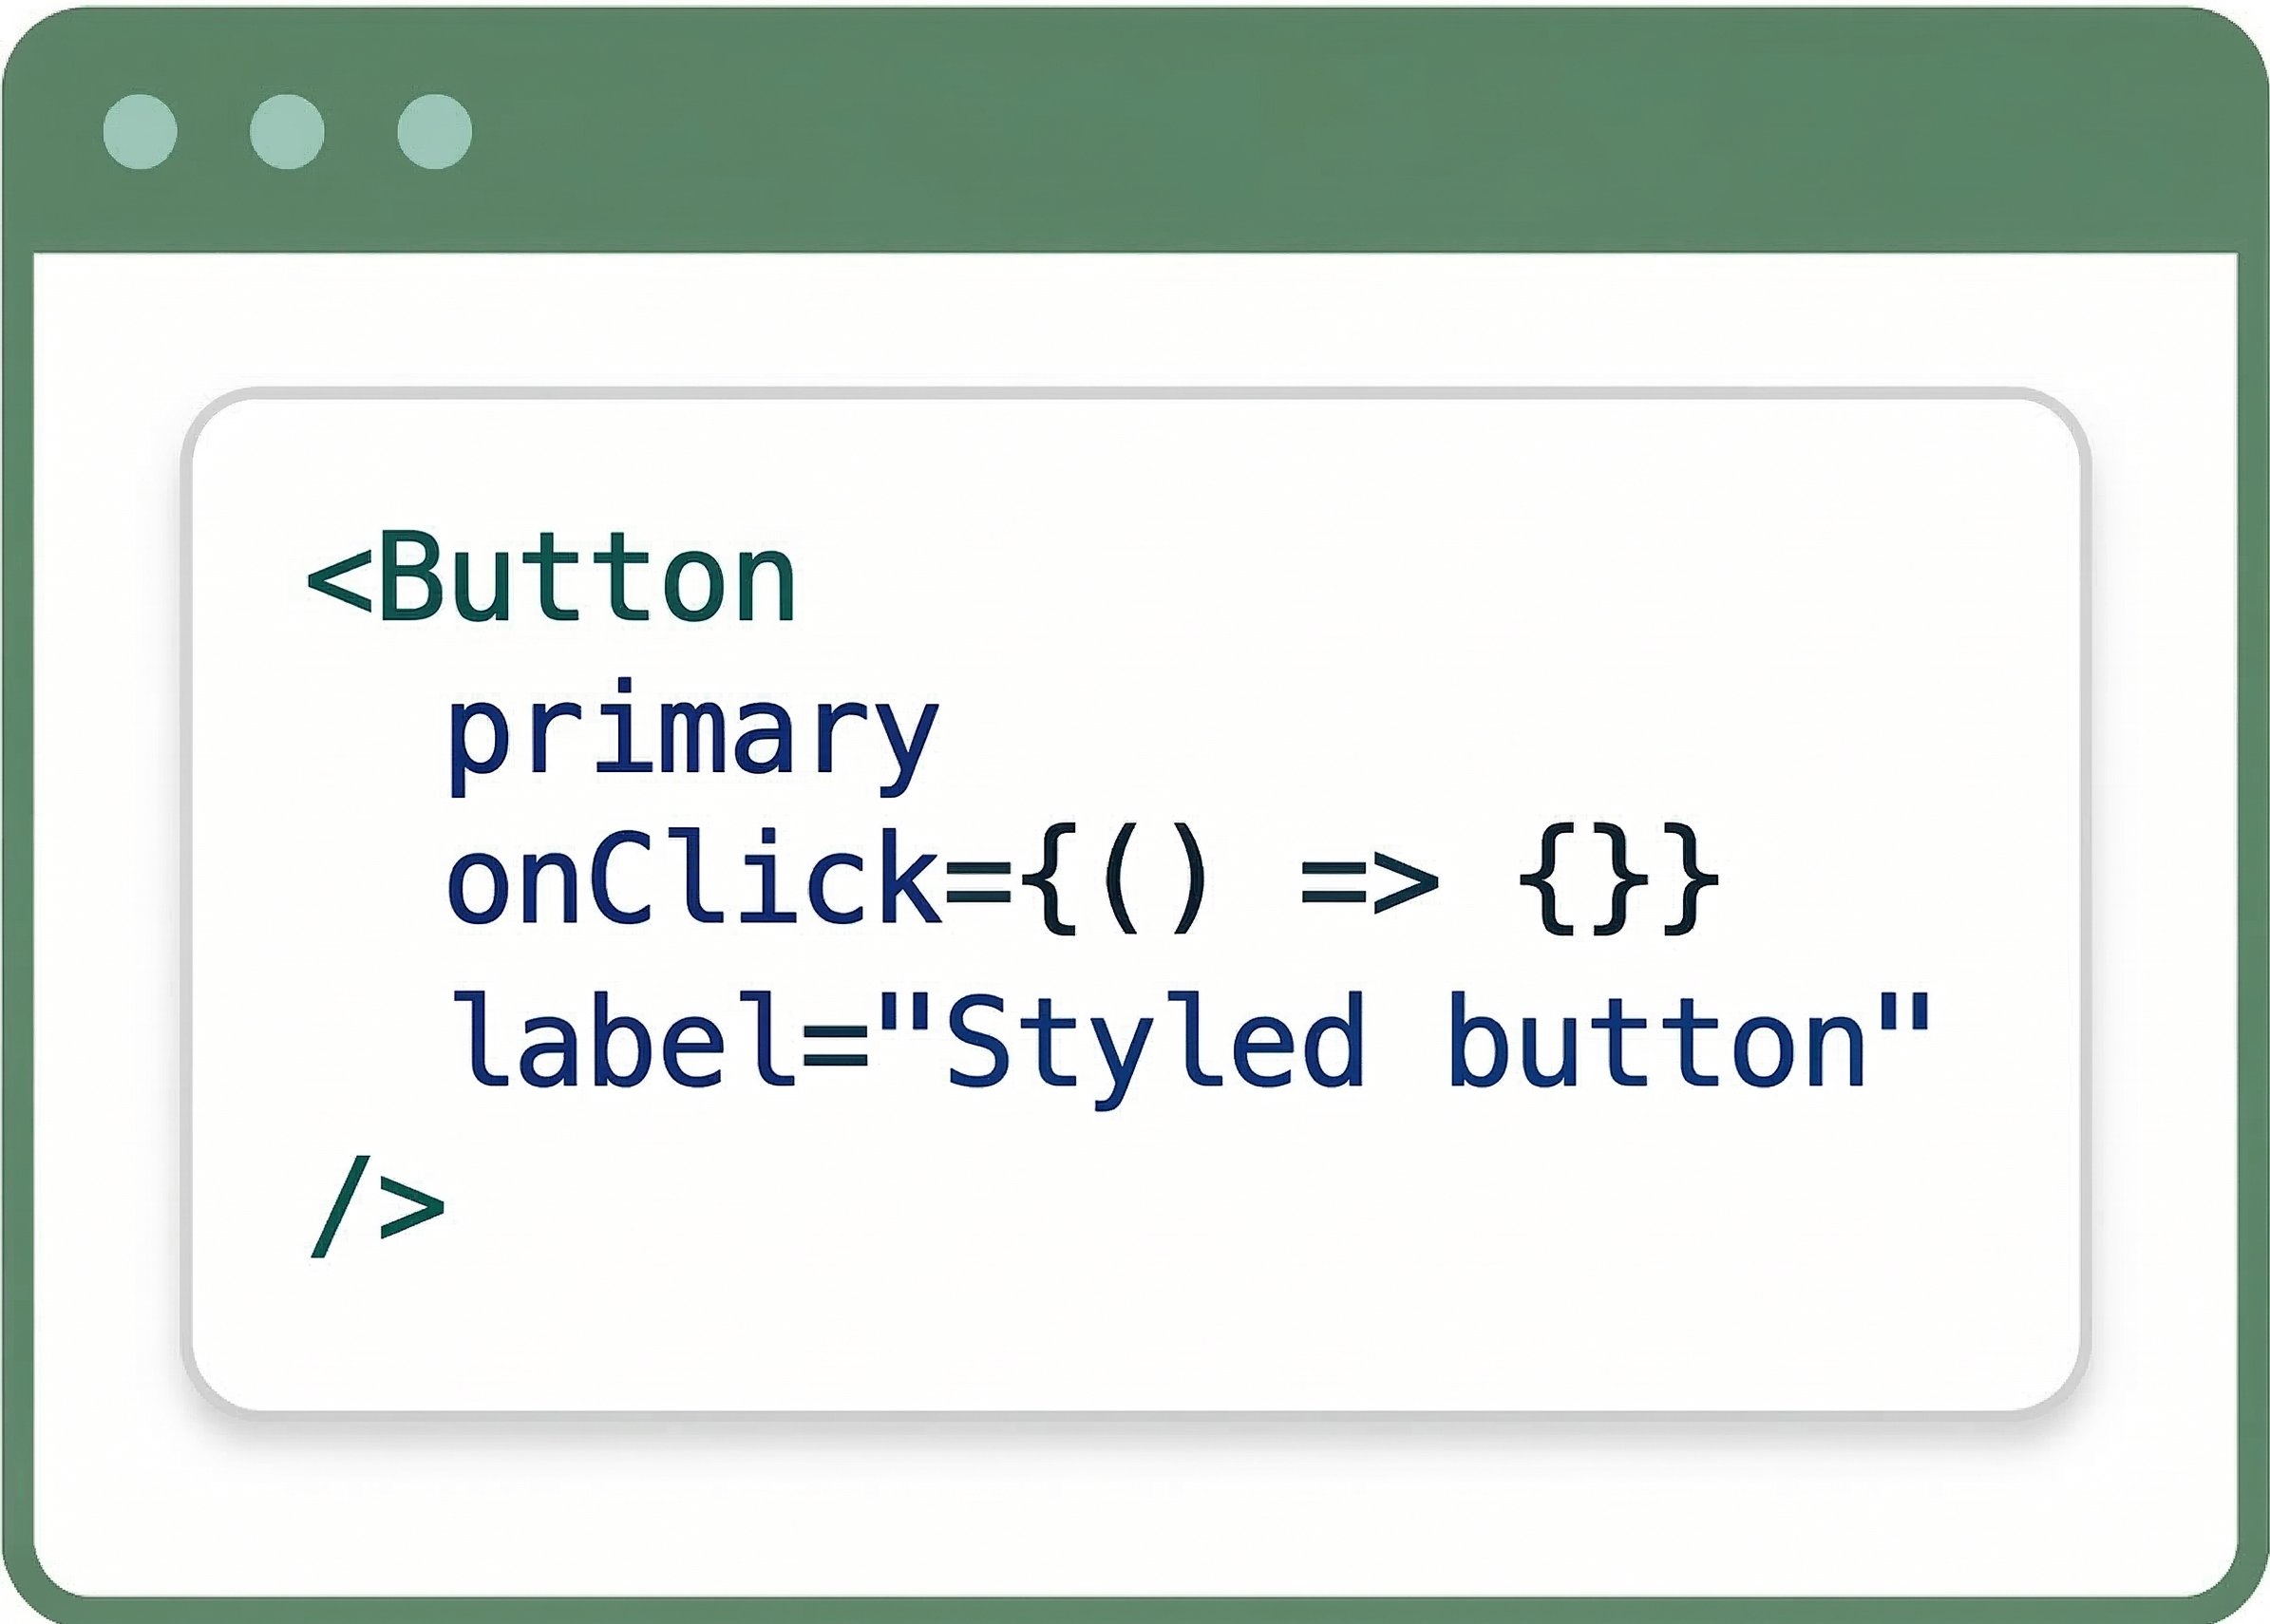 <Button
  primary
  onClick={() => {}}
  label="Styled button"
/>